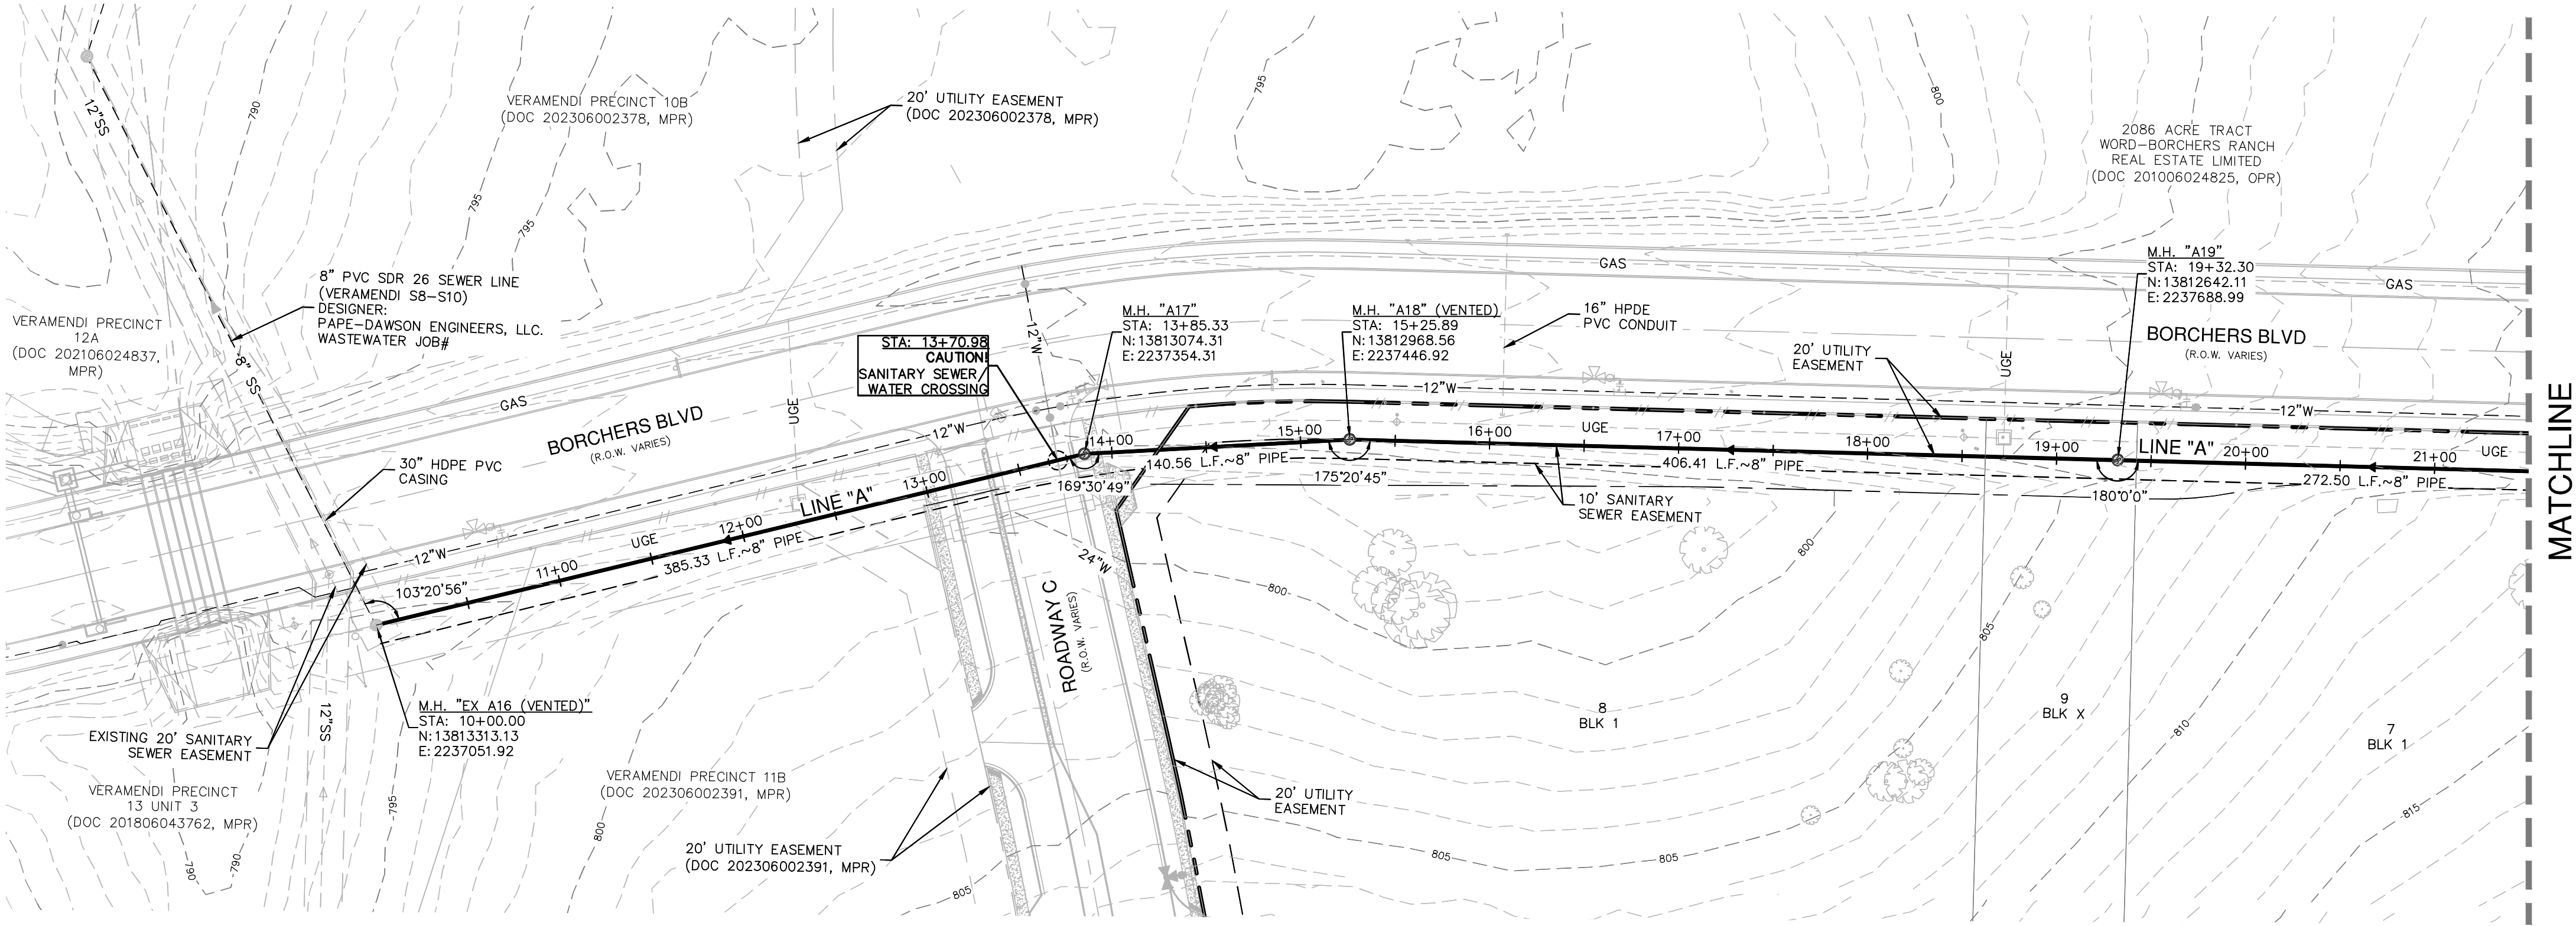 12"SS
790
VERAMENDI PRECINCT 10B
(DOC 202306002378, MPR)
20' UTILITY EASEMENT
(DOC 202306002378, MPR)
795
800
2086 ACRE TRACT
WORD-BORCHERS RANCH
REAL ESTATE LIMITED
(DOC 201006024825, OPR)
795
795
8" PVC SDR 26 SEWER LINE
(VERAMENDI S8-S10)
DESIGNER:
PAPE-DAWSON ENGINEERS, LLC.
WASTEWATER JOB#
VERAMENDI PRECINCT
12A
(DOC 202106024837,
MPR)
8" SS
GAS
GAS
GAS
M.H. "A19"
STA: 19+32.30
N:13812642.11
E:2237688.99
BORCHERS BLVD
(R.O.W. VARIES)
M.H. "A17"
STA: 13+85.33
N:13813074.31
E:2237354.31
M.H. "A18" (VENTED)
STA: 15+25.89
N:13812968.56
E:2237446.92
16" HPDE
PVC CONDUIT
20' UTILITY
EASEMENT
UGE
STA: 13+70.98
CAUTION!
SANITARY SEWER
WATER CROSSING
12"W
12"W
12"W
12"W
12"W
BORCHERS BLVD
(R.O.W. VARIES)
UGE
30" HDPE PVC
CASING
14+00
15+00
16+00
UGE
17+00
18+00
19+00
LINE "A"
20+00
21+00
UGE
140.56 L.F.~8" PIPE
406.41 L.F.~8" PIPE
272.50 L.F.~8" PIPE
169°30'49"
175°20'45"
180°0'0"
10' SANITARY
SEWER EASEMENT
MATCHLINE
103°20'56"
11+00
UGE
12+00
LINE "A"
13+00
385.33 L.F.~8" PIPE
24"W
ROADWAY C
(R.O.W. VARIES)
800
800
805
M.H. "EX A16 (VENTED)"
STA: 10+00.00
N:13813313.13
E:2237051.92
12"SS
EXISTING 20' SANITARY
SEWER EASEMENT
VERAMENDI PRECINCT
13 UNIT 3
(DOC 201806043762, MPR)
790
790
795
VERAMENDI PRECINCT 11B
(DOC 202306002391, MPR)
800
20' UTILITY EASEMENT
(DOC 202306002391, MPR)
805
20' UTILITY
EASEMENT
8
BLK 1
9
BLK X
7
BLK 1
810
815
805
805